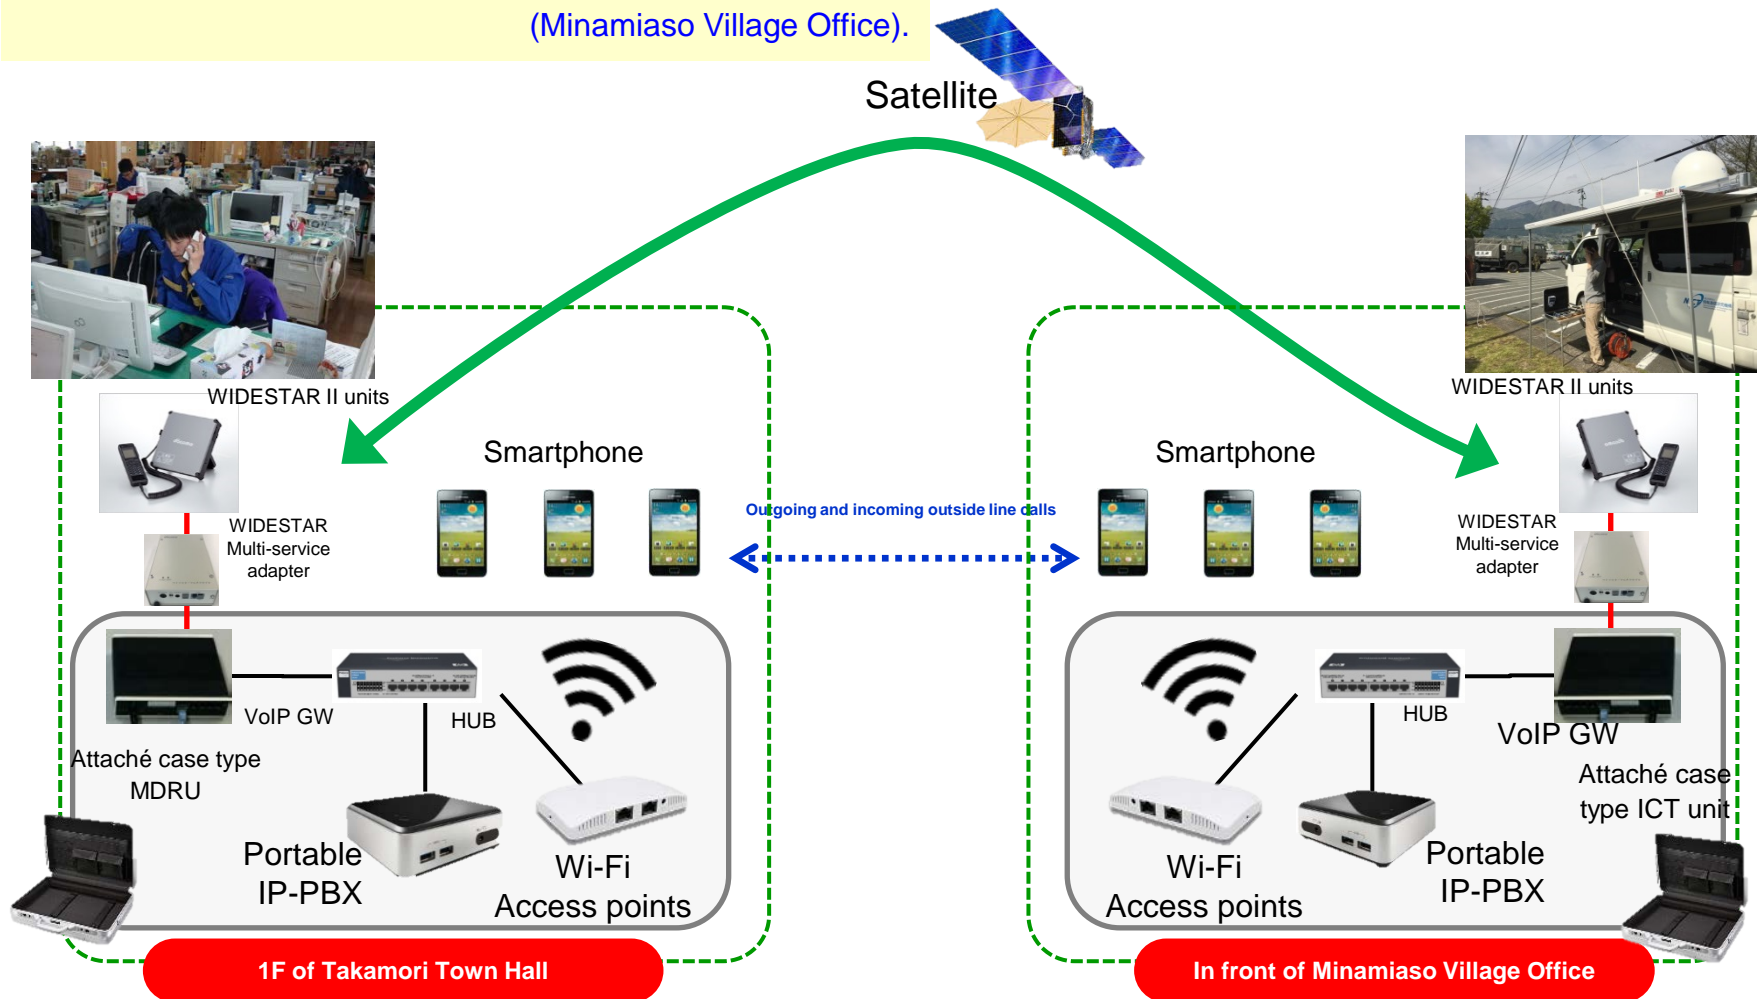 (Minamiaso Village Office).
Satellite
WIDESTAR II units
WIDESTAR II units
Smartphone
Smartphone
Outgoing and incoming outside line calls
WIDESTAR
Multi-service
adapter
WIDESTAR
Multi-service
adapter
VoIP GW
HUB
HUB
VoIP GW
Attaché case type
MDRU
Attaché case
type ICT unit
Portable
IP-PBX
Wi-Fi
Access points
Wi-Fi
Access points
Portable
IP-PBX
1F of Takamori Town Hall
In front of Minamiaso Village Office